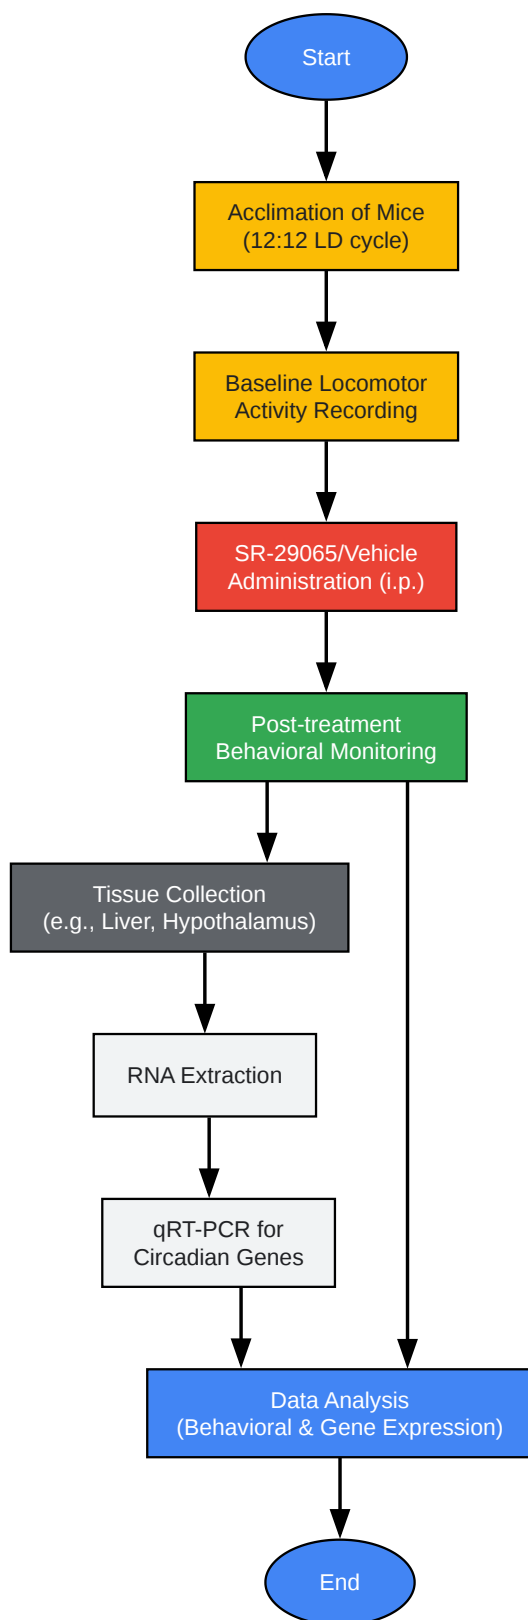 Start
Acclimation of Mice
(12:12 LD cycle)
Baseline Locomotor
Activity Recording
SR-29065/Vehicle
Administration (i.p.)
Post-treatment
Behavioral Monitoring
Tissue Collection
(e.g., Liver, Hypothalamus)
RNA Extraction
qRT-PCR for
Circadian Genes
Data Analysis
(Behavioral & Gene Expression)
End